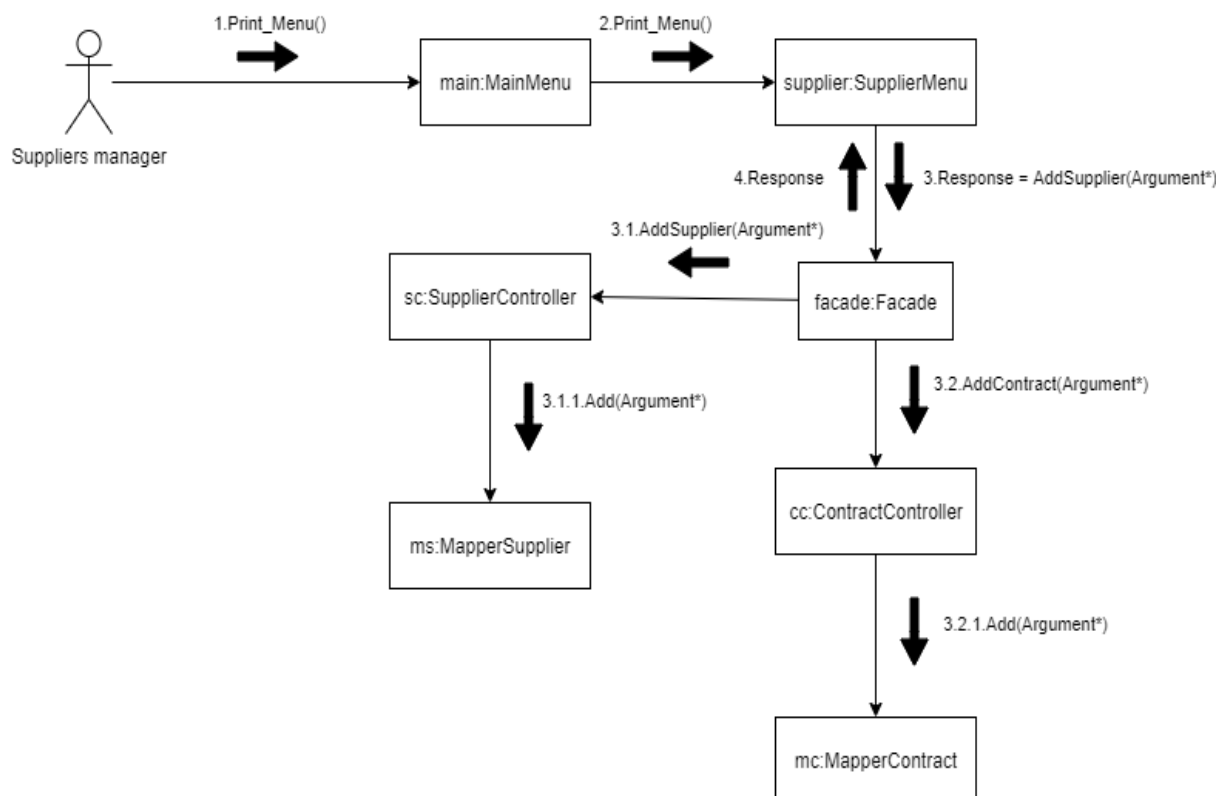 1.Print_Menu()
2.Print_Menu()
main:MainMenu
supplier:SupplierMenu
Suppliers manager
4.Response
3.Response = AddSupplier(Argument*)
3.1.AddSupplier(Argument*)
sc:SupplierController
facade:Facade
3.2.AddContract(Argument*)
3.1.1.Add(Argument*)
cc:ContractController
ms:MapperSupplier
3.2.1.Add(Argument*)
mc:MapperContract